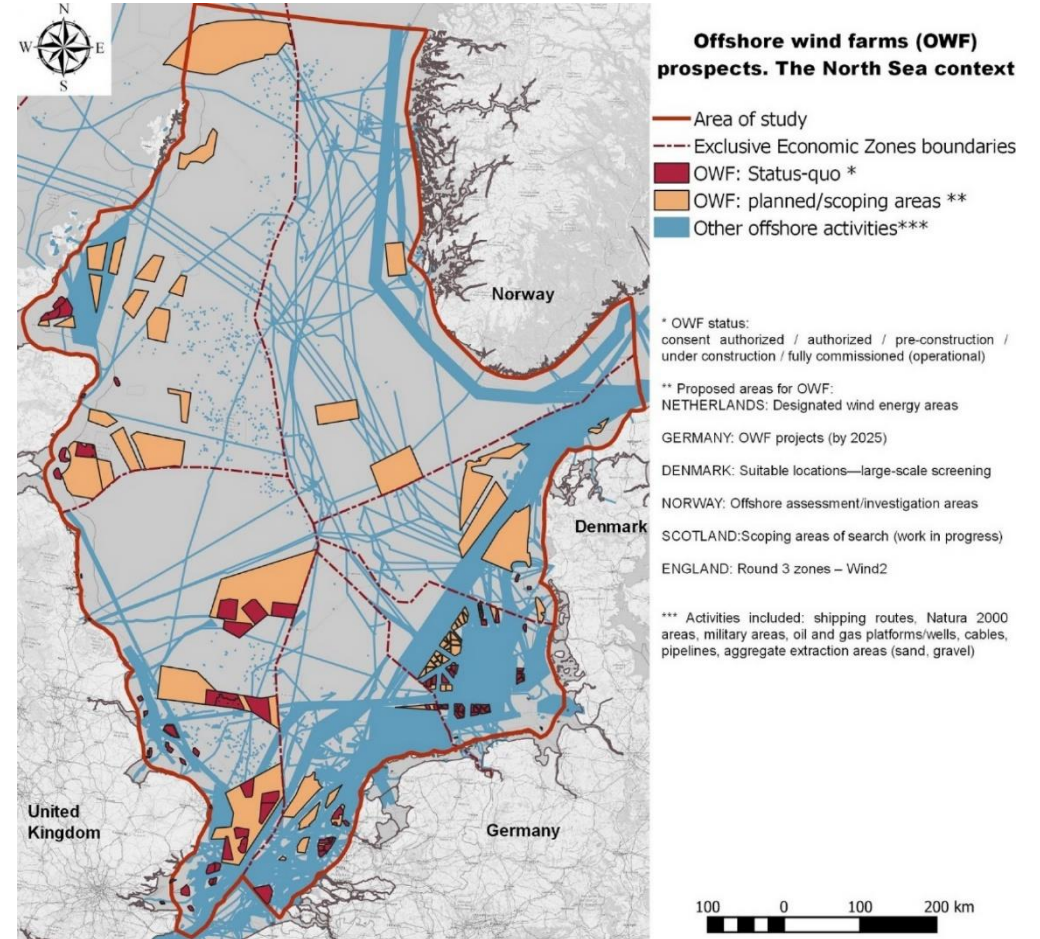 N
W E
S
Offshore wind farms (OWF)
prospects. The North Sea context
Area of study
Exclusive Economic Zones boundaries
OWF: Status-quo *
OWF: planned/scoping areas **
Other offshore activities***
Norway
* OWF status:
consent authorized / authorized / pre-construction /
under construction / fully commissioned (operational)
** Proposed areas for OWF:
NETHERLANDS: Designated wind energy areas
GERMANY: OWF projects (by 2025)
DENMARK: Suitable locations—large-scale screening
Denmark
NORWAY: Offshore assessment/investigation areas
SCOTLAND:Scoping areas of search (work in progress)
ENGLAND: Round 3 zones – Wind2
*** Activities included: shipping routes, Natura 2000
areas, military areas, oil and gas platforms/wells, cables,
pipelines, aggregate extraction areas (sand, gravel)
United
Kingdom
Germany
100 0 100 200 km